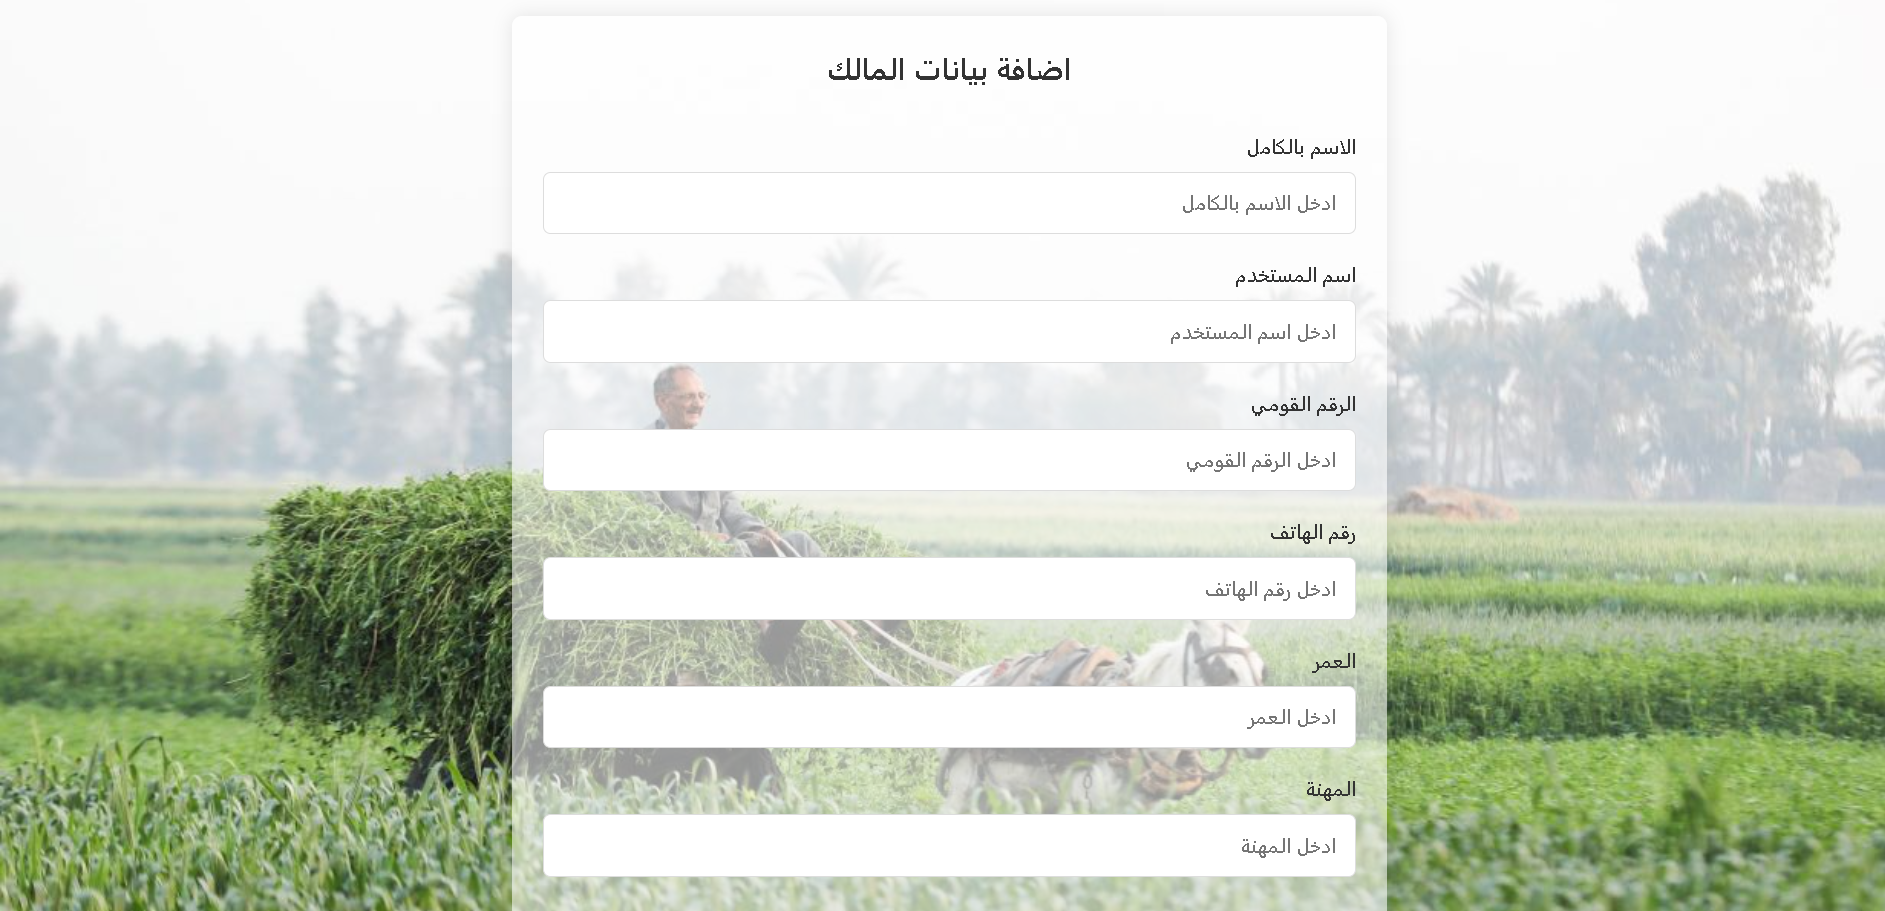 اضافة بيانات المالك
الاسم بالكامل
ادخل الاسم بالكامل
اسم المستخدم
ادخل اسم المستخدم
الرقم القومي
ادخل الرقم القومي
رقم الهاتف
ادخل رقم الهاتف
العمر
ادخل العمر
المهنة
ادخل المهنة